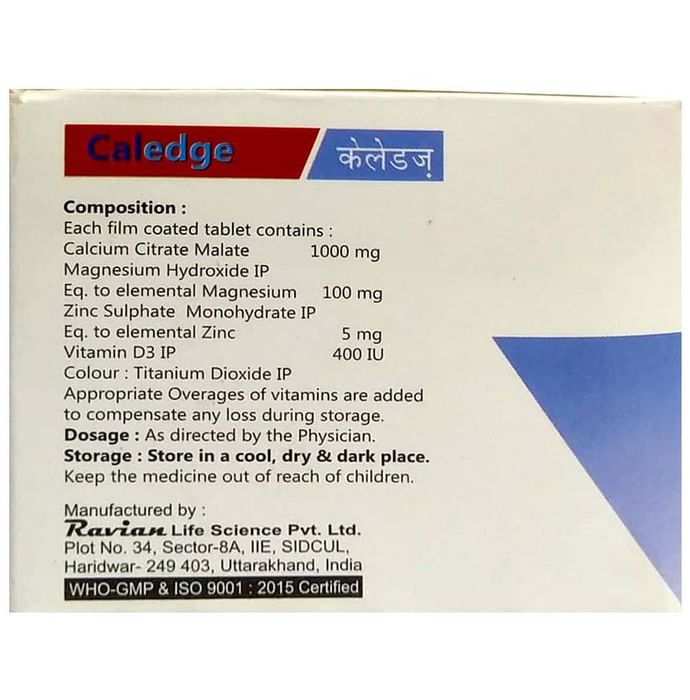 Caledge केलेडज़
Composition :
Each film coated tablet contains :
Calcium Citrate Malate 1000 mg
Magnesium Hydroxide IP
Eq. to elemental Magnesium 100 mg
Zinc Sulphate Monohydrate IP
Eq. to elemental Zinc 5 mg
Vitamin D3 IP 400 IU
Colour : Titanium Dioxide IP
Appropriate Overages of vitamins are added
to compensate any loss during storage.
Dosage : As directed by the Physician.
Storage : Store in a cool, dry & dark place.
Keep the medicine out of reach of children.
Manufactured by :
Ravian Life Science Pvt. Ltd.
Plot No. 34, Sector-8A, IIE, SIDCUL,
Haridwar- 249 403, Uttarakhand, India
WHO-GMP & ISO 9001 : 2015 Certified